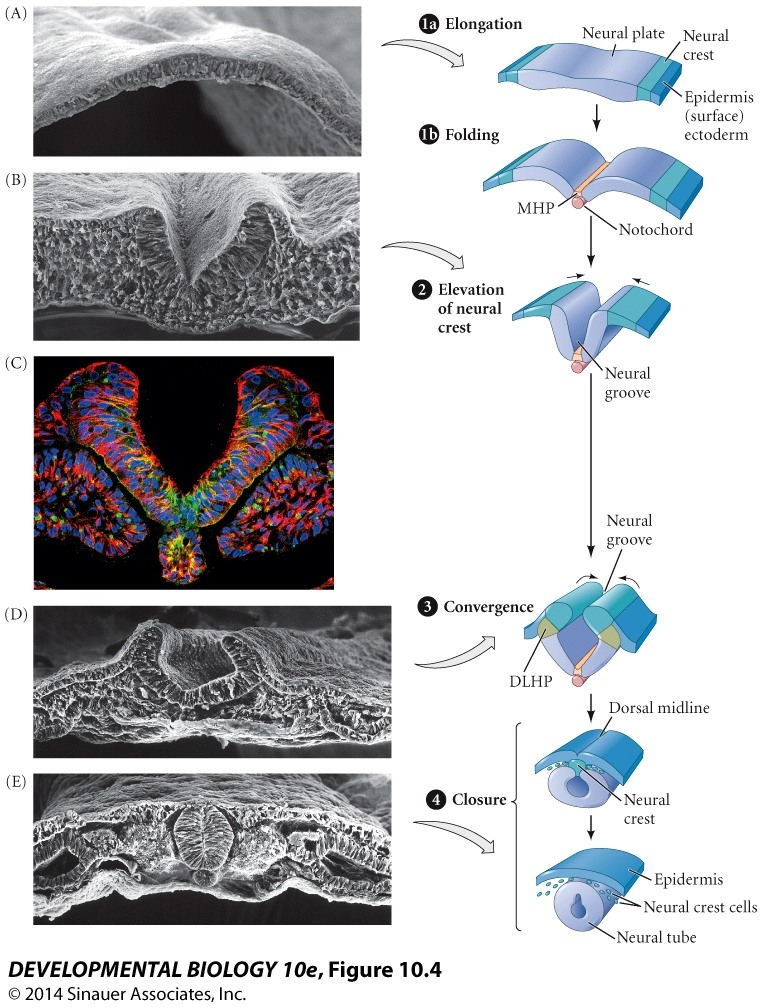 (A)
1a Elongation
Neural plate
Neural
crest
Epidermis
(surface)
ectoderm
1b Folding
MHP
Notochord
(B)
2 Elevation
of neural
crest
Neural
groove
(C)
Neural
groove
3 Convergence
DLHP
(D)
Dorsal midline
4 Closure
Neural
crest
(E)
Epidermis
Neural crest cells
Neural tube
DEVELOPMENTAL BIOLOGY 10e, Figure 10.4
© 2014 Sinauer Associates, Inc.